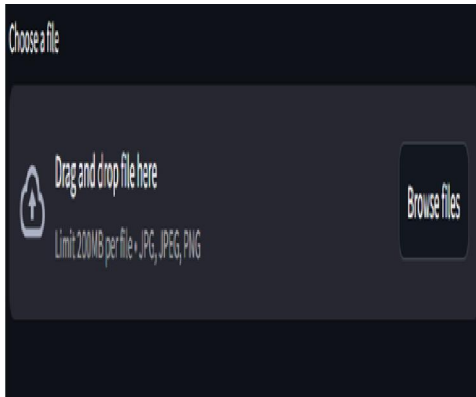 Choose a file
Drag and drop file here
Limit 200MB per file • JPG, JPEG, PNG
Browse files